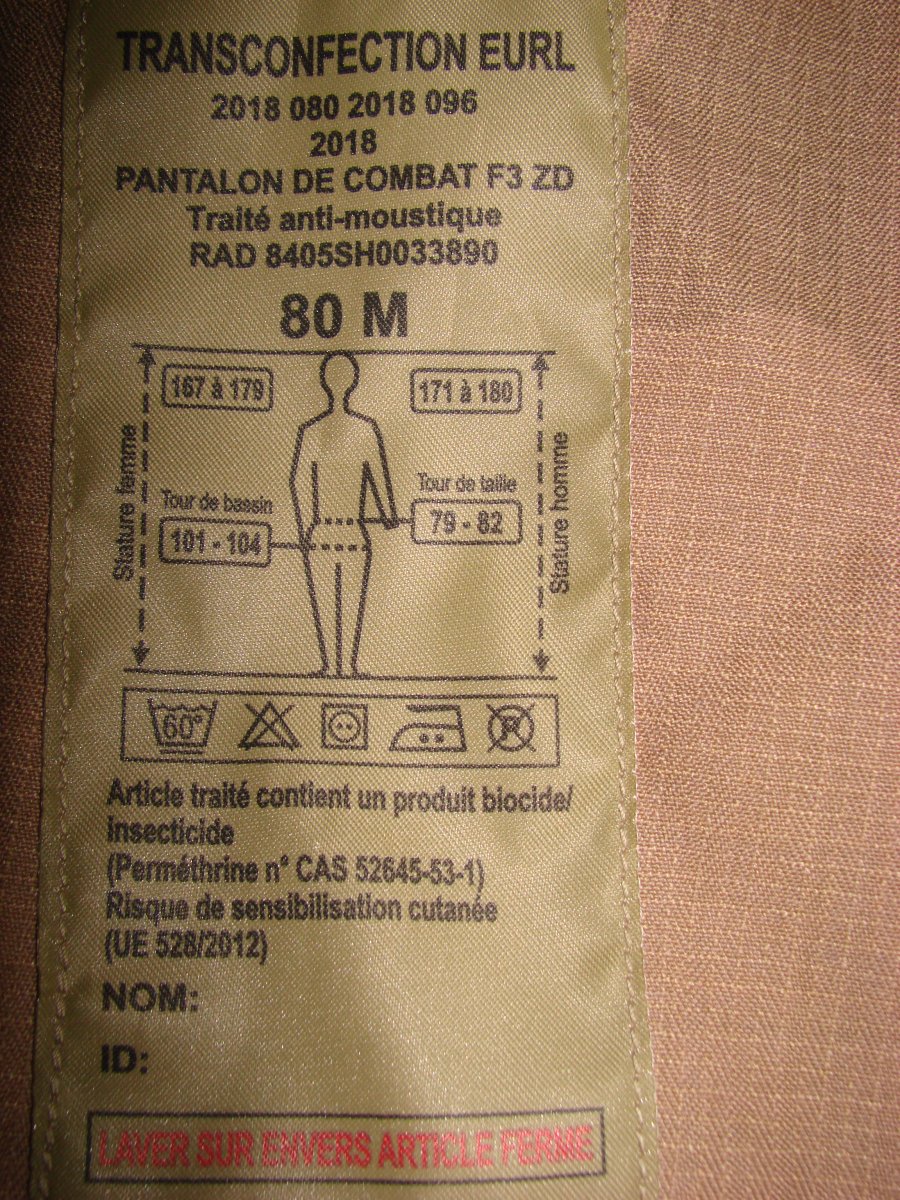 TRANSCONFECTION EURL
2018 080 2018 096
2018
PANTALON DE COMBAT F3 ZD
Traité anti-moustique
RAD 8405SH0033890
80 M
167 à 179
171 à 180
Stature femme
Tour de bassin
101 - 104
Tour de taille
79 - 82
Stature homme
60°
P
Article traité contient un produit biocide/
insecticide
(Perméthrine n° CAS 52645-53-1)
Risque de sensibilisation cutanée
(UE 528/2012)
NOM:
ID:
LAVER SUR ENVERS ARTICLE FERME